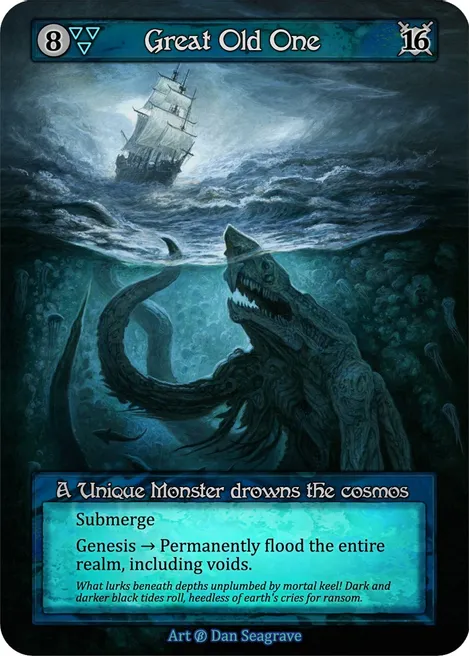 8 Great Old One 16
A Unique Monster drowns the cosmos
Submerge
Genesis → Permanently flood the entire
realm, including voids.
What lurks beneath depths unplumbed by mortal keel! Dark and
darker black tides roll, heedless of earth's cries for ransom.
Art ⓟ Dan Seagrave